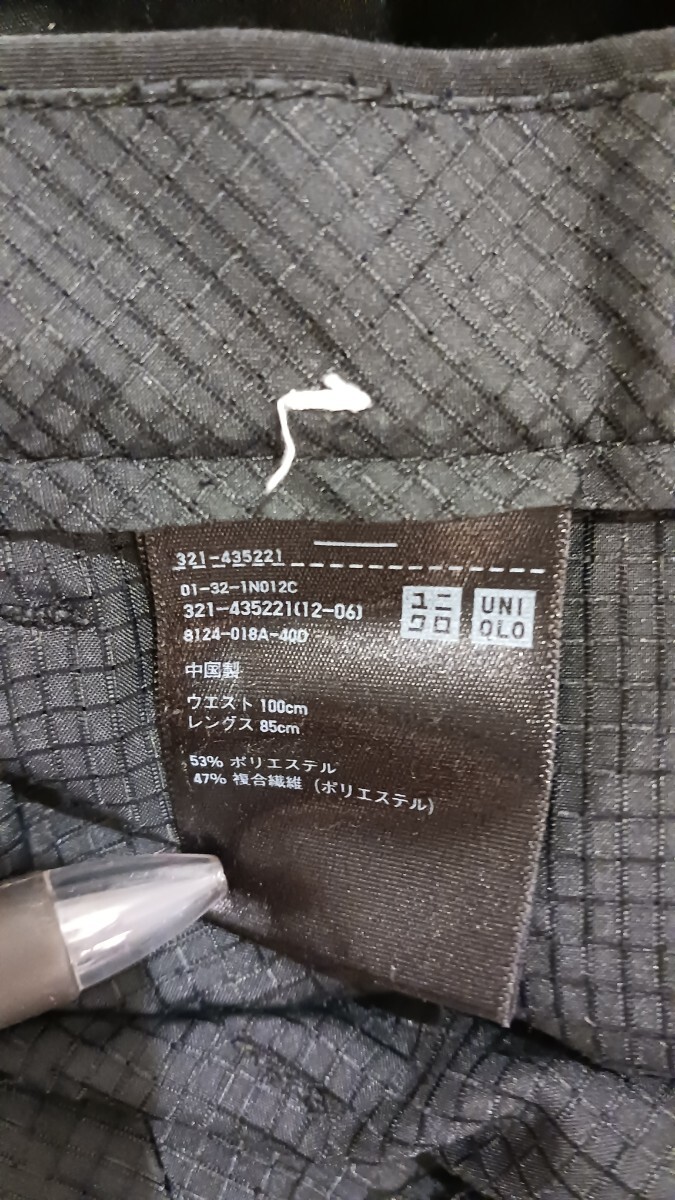 321-435221
01-32-1N012C
321-435221(12-06)
8124-018A-40D
ユニ
クロ
UNI
QLO
中国製
ウエスト 100cm
レングス 85cm
53% ポリエステル
47% 複合繊維 (ポリエステル)